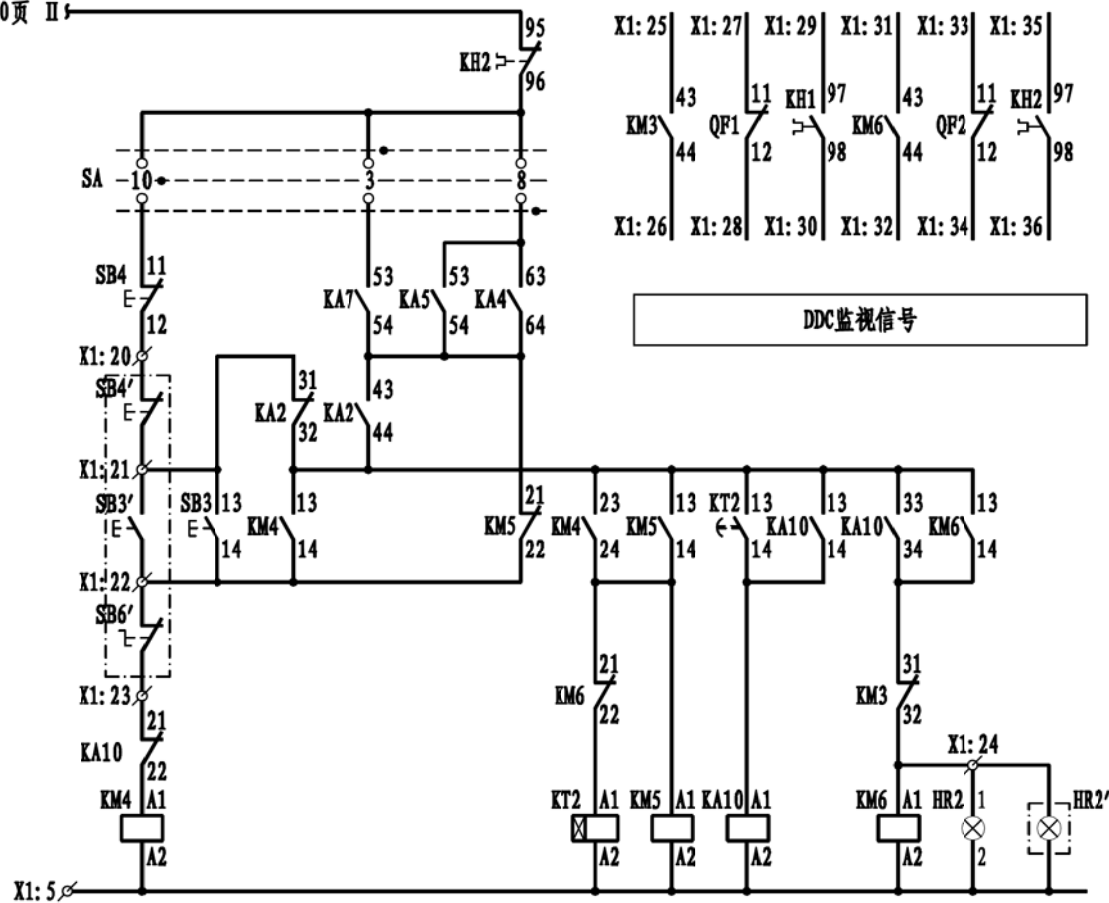 0页 II
95
KH2
96
X1:25 X1:27 X1:29 X1:31 X1:33 X1:35
43 11 KH1 97 43 11 KH2 97
KM3 QF1 KM6 QF2
44 12 98 44 12 98
X1:26 X1:28 X1:30 X1:32 X1:34 X1:36
SA 10 3 8
SB4 11
12
53 53 63
KA7 KA5 KA4
54 54 64
DDC监视信号
X1:20
SB4′
31 43
KA2 KA2
32 44
X1:21
SB3′ SB3 13 13 21 23 13 KT2 13 13 33 13
KM4 KM5 KM4 KM5 KA10 KA10 KM6
14 14 22 24 14 14 14 34 14
X1:22
SB6′
21 31
KM6 KM3
22 32
X1:23
21
KA10
22
X1:24
KM4 A1 KT2 A1 KM5 A1 KA10 A1 KM6 A1 HR2 1 HR2′
A2 A2 A2 A2 A2 2
X1:5